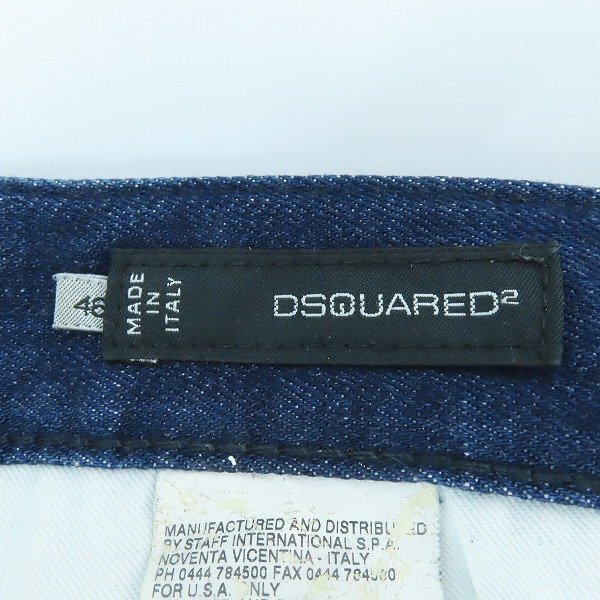 46
MADE
IN
ITALY
DSQUARED2
MANUFACTURED AND DISTRIBUTED
BY STAFF INTERNATIONAL S.P.A.
NOVENTA VICENTINA - ITALY
PH 0444 784500 FAX 0444 784500
FOR U.S.A. ONLY